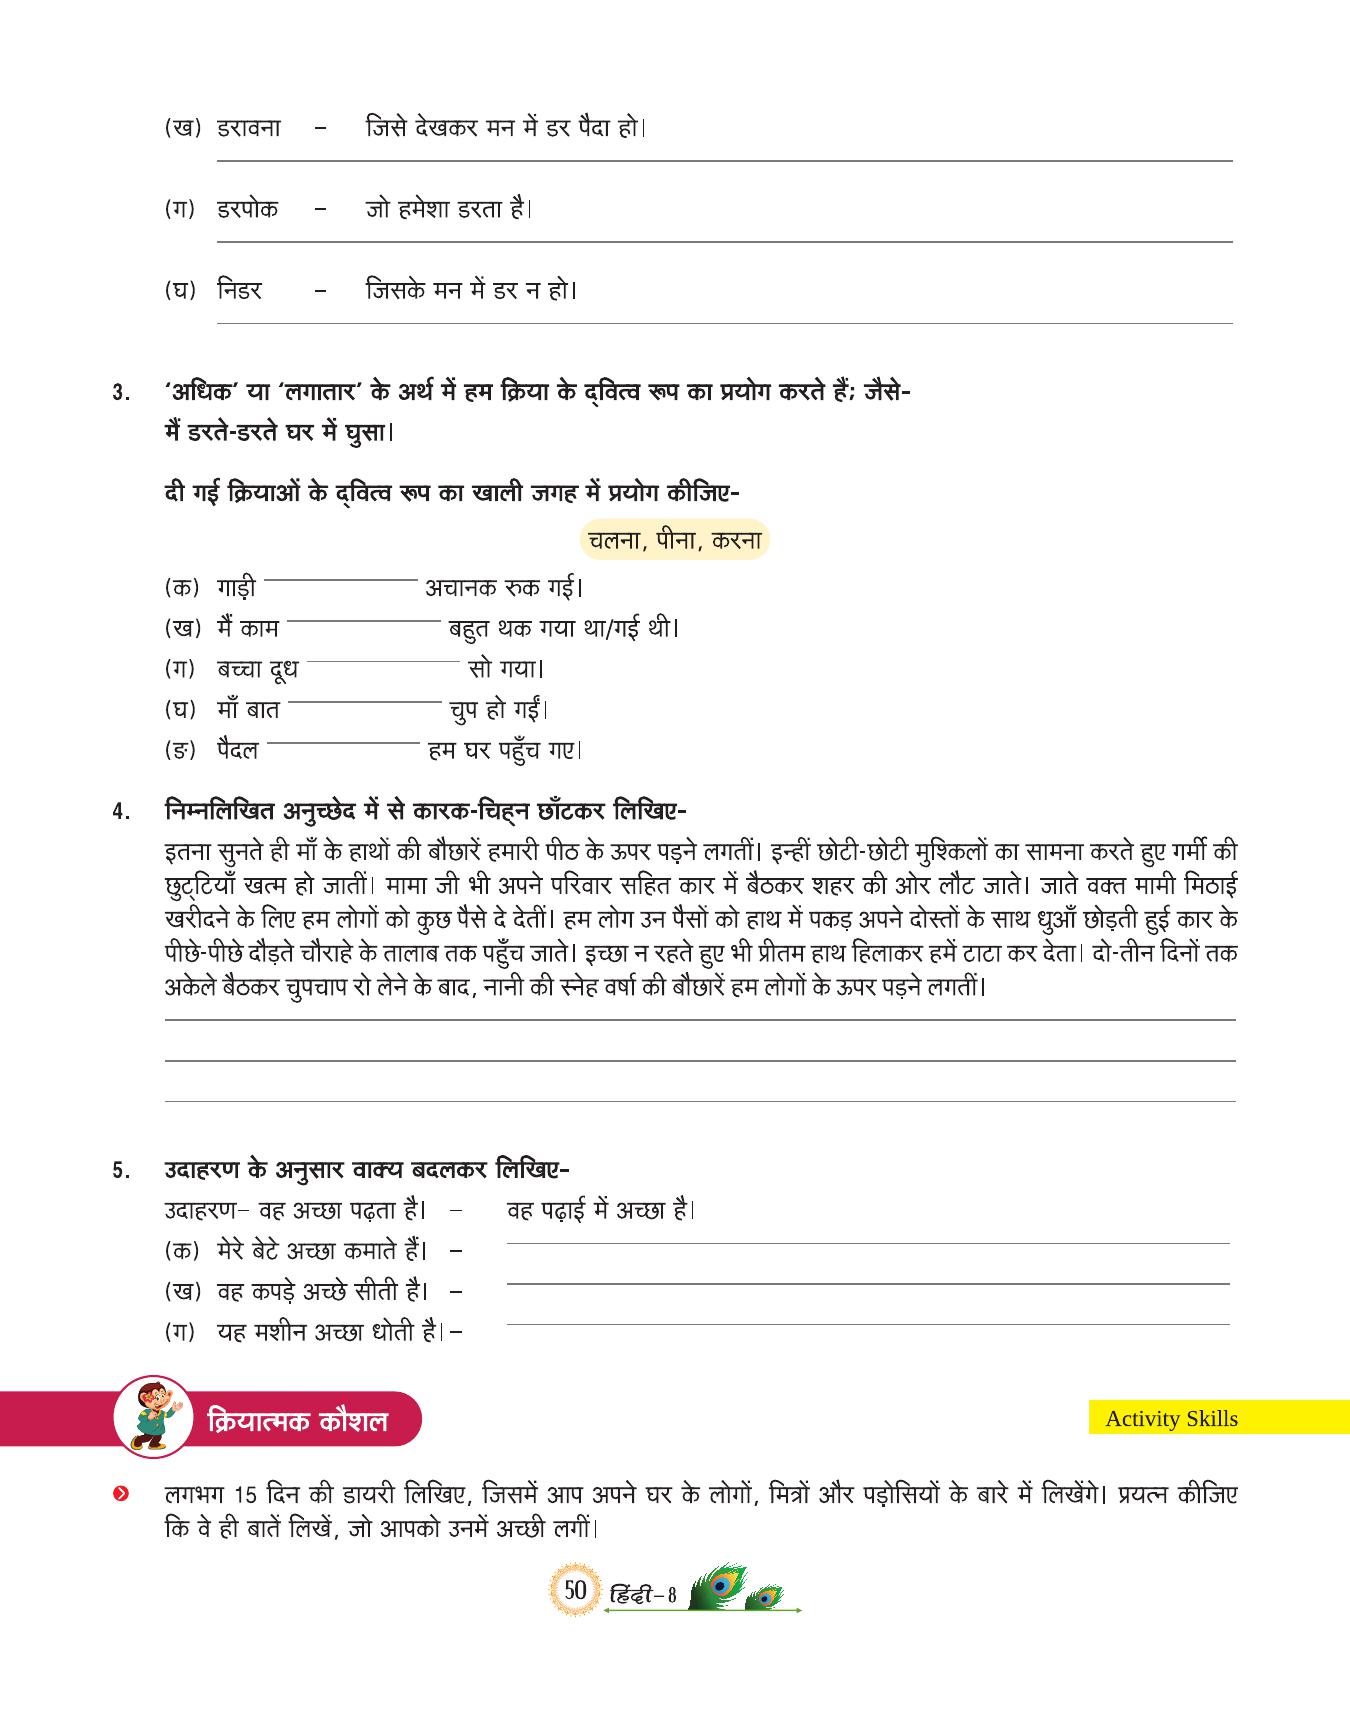 (ख) डरावना – जिसे देखकर मन में डर पैदा हो।
(ग) डरपोक – जो हमेशा डरता है।
(घ) निडर – जिसके मन में डर न हो।
3. ‘अधिक’ या ‘लगातार’ के अर्थ में हम क्रिया के द्‌वित्व रूप का प्रयोग करते हैं; जैसे–
मैं डरते-डरते घर में घुसा।
दी गई क्रियाओं के द्‌वित्व रूप का खाली जगह में प्रयोग कीजिए–
चलना, पीना, करना
(क) गाड़ी ____________ अचानक रुक गई।
(ख) मैं काम ____________ बहुत थक गया था/गई थी।
(ग) बच्चा दूध ____________ सो गया।
(घ) माँ बात ____________ चुप हो गईं।
(ङ) पैदल ____________ हम घर पहुँच गए।
4. निम्नलिखित अनुच्छेद में से कारक-चिह्‌न छाँटकर लिखिए–
इतना सुनते ही माँ के हाथों की बौछारें हमारी पीठ के ऊपर पड़ने लगतीं। इन्हीं छोटी-छोटी मुश्किलों का सामना करते हुए गर्मी की
छुट्‌टियाँ खत्म हो जातीं। मामा जी भी अपने परिवार सहित कार में बैठकर शहर की ओर लौट जाते। जाते वक्त मामी मिठाई
खरीदने के लिए हम लोगों को कुछ पैसे दे देतीं। हम लोग उन पैसों को हाथ में पकड़ अपने दोस्तों के साथ धुआँ छोड़ती हुई कार के
पीछे-पीछे दौड़ते चौराहे के तालाब तक पहुँच जाते। इच्छा न रहते हुए भी प्रीतम हाथ हिलाकर हमें टाटा कर देता। दो-तीन दिनों तक
अकेले बैठकर चुपचाप रो लेने के बाद, नानी की स्नेह वर्षा की बौछारें हम लोगों के ऊपर पड़ने लगतीं।
5. उदाहरण के अनुसार वाक्य बदलकर लिखिए–
उदाहरण– वह अच्छा पढ़ता है। – वह पढ़ाई में अच्छा है।
(क) मेरे बेटे अच्छा कमाते हैं। –
(ख) वह कपड़े अच्छे सीती है। –
(ग) यह मशीन अच्छा धोती है। –
क्रियात्मक कौशल
Activity Skills
लगभग 15 दिन की डायरी लिखिए, जिसमें आप अपने घर के लोगों, मित्रों और पड़ोसियों के बारे में लिखेंगे। प्रयत्न कीजिए
कि वे ही बातें लिखें, जो आपको उनमें अच्छी लगीं।
50 हिंदी–8